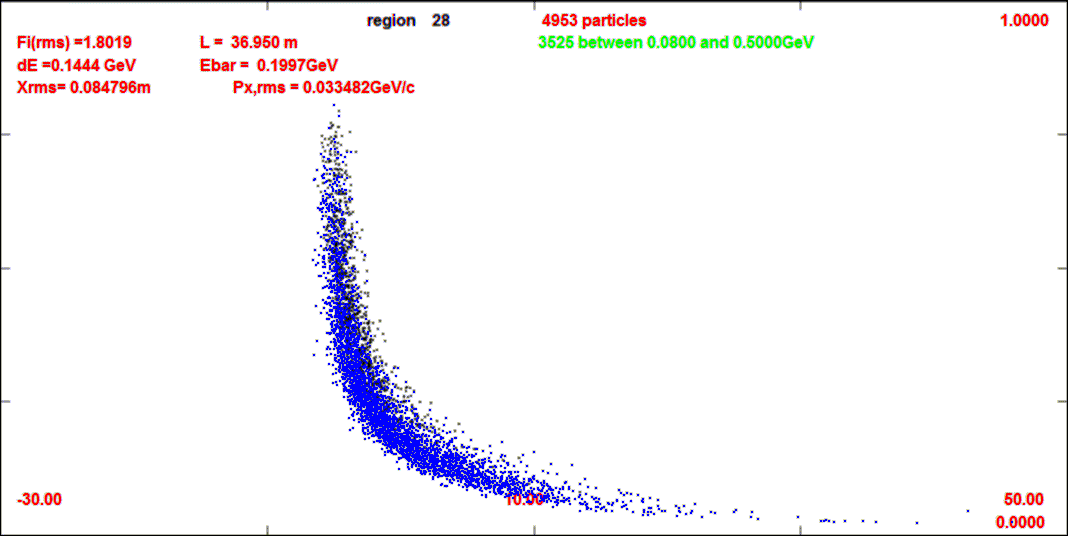 region 28 4953 particles 1.0000
Fi(rms) =1.8019 L = 36.950 m 3525 between 0.0800 and 0.5000GeV
dE =0.1444 GeV Ebar = 0.1997GeV
Xrms= 0.084796m Px,rms = 0.033482GeV/c
-30.00 10.00 50.00
0.0000